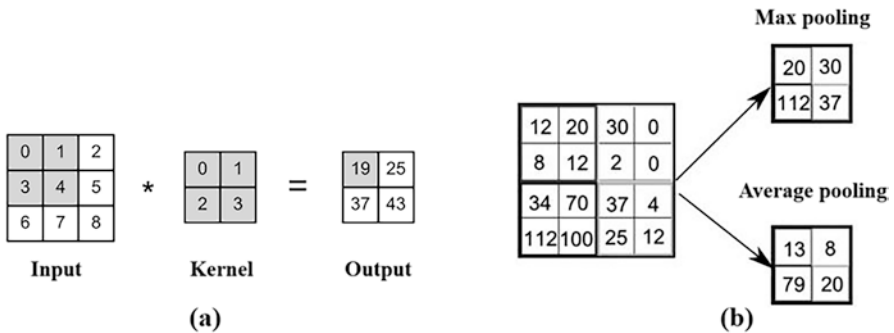 0 1 2
3 4 5
6 7 8
Input
*
0 1
2 3
Kernel
=
19 25
37 43
Output
(a)
12 20 30 0
8 12 2 0
34 70 37 4
112 100 25 12
Max pooling
20 30
112 37
Average pooling:
13 8
79 20
(b)